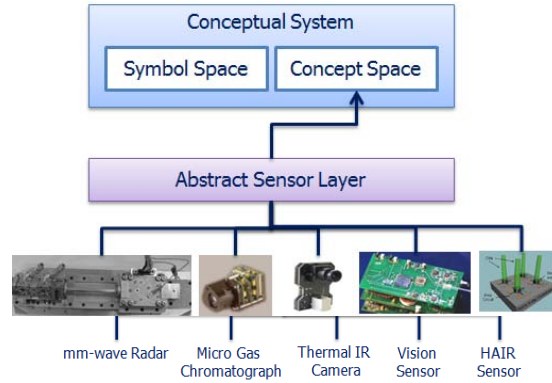 Conceptual System
Symbol Space
Concept Space
Abstract Sensor Layer
mm-wave Radar
Micro Gas
Chromatograph
Thermal IR
Camera
Vision
Sensor
HAIR
Sensor